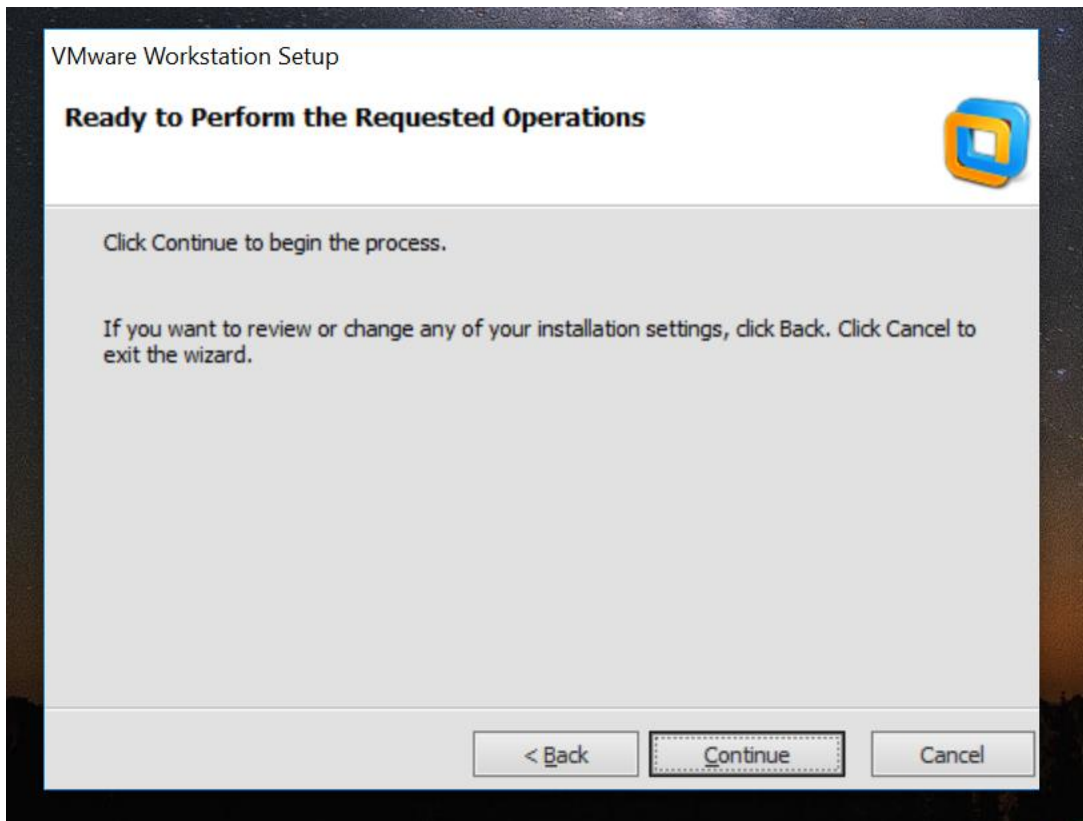 VMware Workstation Setup
Ready to Perform the Requested Operations
Click Continue to begin the process.
If you want to review or change any of your installation settings, click Back. Click Cancel to
exit the wizard.
< Back
Continue
Cancel